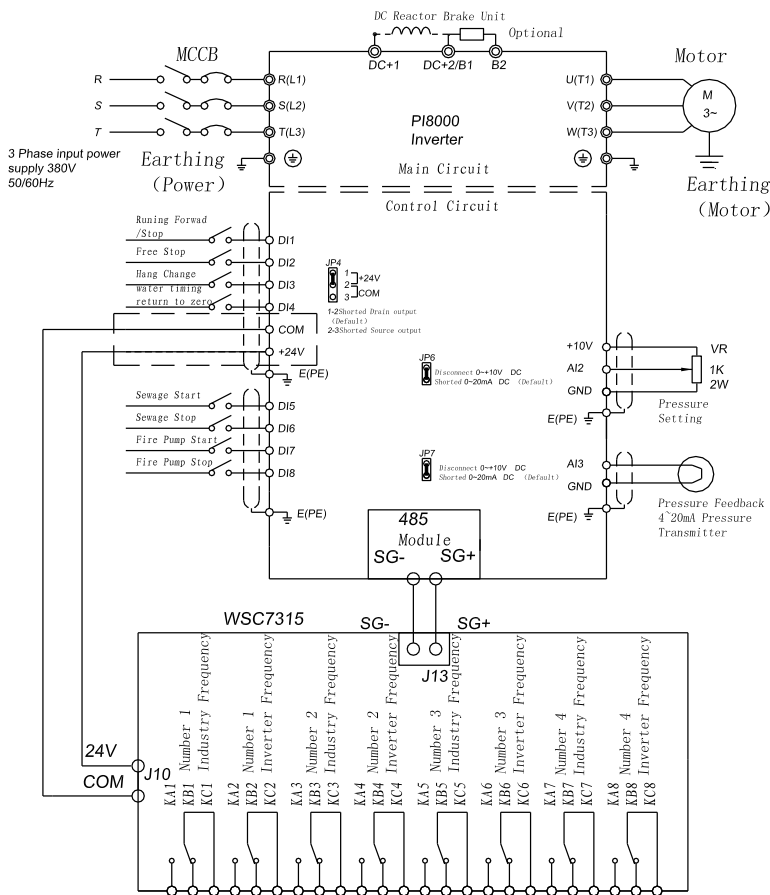 DC Reactor Brake Unit
Optional
MCCB
DC+1
DC+2/B1
B2
Motor
R
R(L1)
U(T1)
S
S(L2)
V(T2)
T
T(L3)
W(T3)
M
3~
PI8000
Inverter
3 Phase input power
supply 380V
50/60Hz
Earthing
(Power)
Main Circuit
Earthing
(Motor)
Control Circuit
Runing Forwad
/Stop
DI1
Free Stop
DI2
Hang Change
DI3
water timing
return to zero
DI4
COM
+24V
E(PE)
JP4
1
2
3
+24V
COM
1-2Shorted Drain output
(Default)
2-3Shorted Source output
Sewage Start
DI5
Sewage Stop
DI6
Fire Pump Start
DI7
Fire Pump Stop
DI8
E(PE)
JP6
Disconnect 0~+10V DC
Shorted 0~20mA DC (Default)
+10V
VR
AI2
1K
2W
GND
E(PE)
Pressure
Setting
JP7
Disconnect 0~+10V DC
Shorted 0~20mA DC (Default)
AI3
GND
E(PE)
Pressure Feedback
4~20mA Pressure
Transmitter
485
Module
SG-
SG+
WSC7315
SG-
SG+
J13
24V
COM
J10
KA1
KB1 Number 1
KC1 Industry Frequency
KA2
KB2 Number 1
KC2 Inverter Frequency
KA3
KB3 Number 2
KC3 Industry Frequency
KA4
KB4 Number 2
KC4 Inverter Frequency
KA5
KB5 Number 3
KC5 Industry Frequency
KA6
KB6 Number 3
KC6 Inverter Frequency
KA7
KB7 Number 4
KC7 Industry Frequency
KA8
KB8 Number 4
KC8 Inverter Frequency